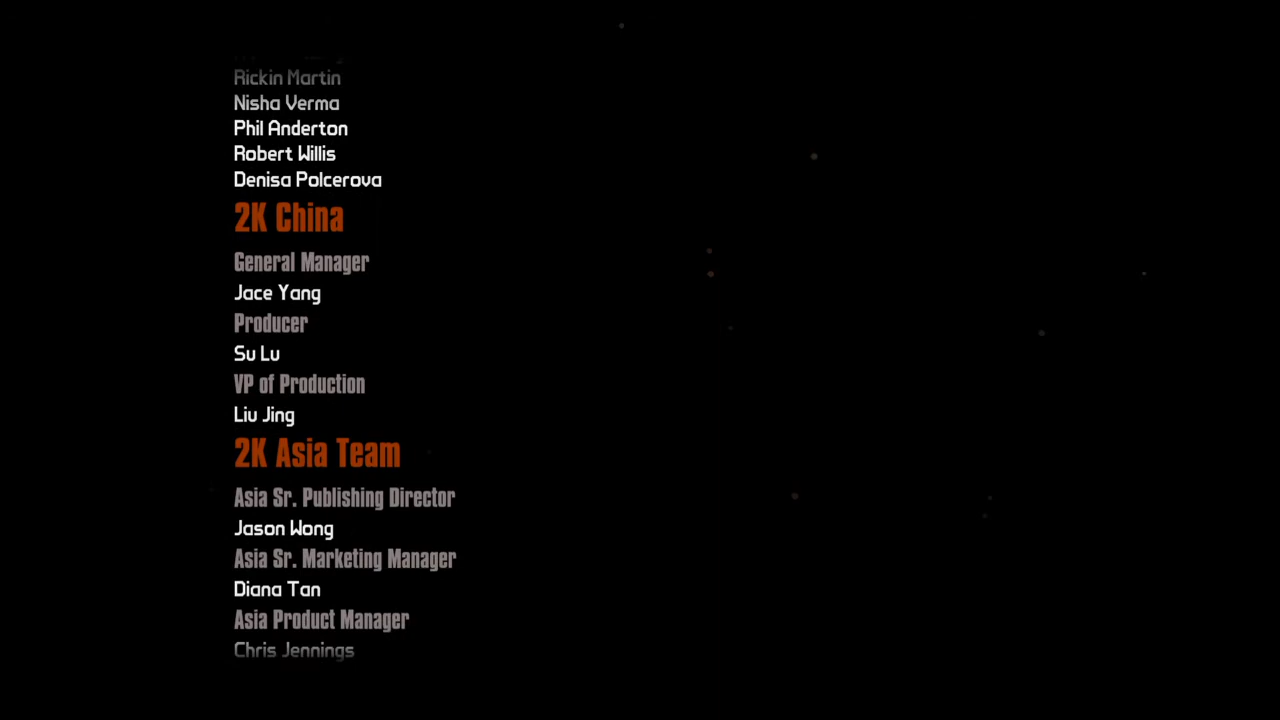 Rickin Martin
Nisha Verma
Phil Anderton
Robert Willis
Denisa Polcerova
2K China
General Manager
Jace Yang
Producer
Su Lu
VP of Production
Liu Jing
2K Asia Team
Asia Sr. Publishing Director
Jason Wong
Asia Sr. Marketing Manager
Diana Tan
Asia Product Manager
Chris Jennings